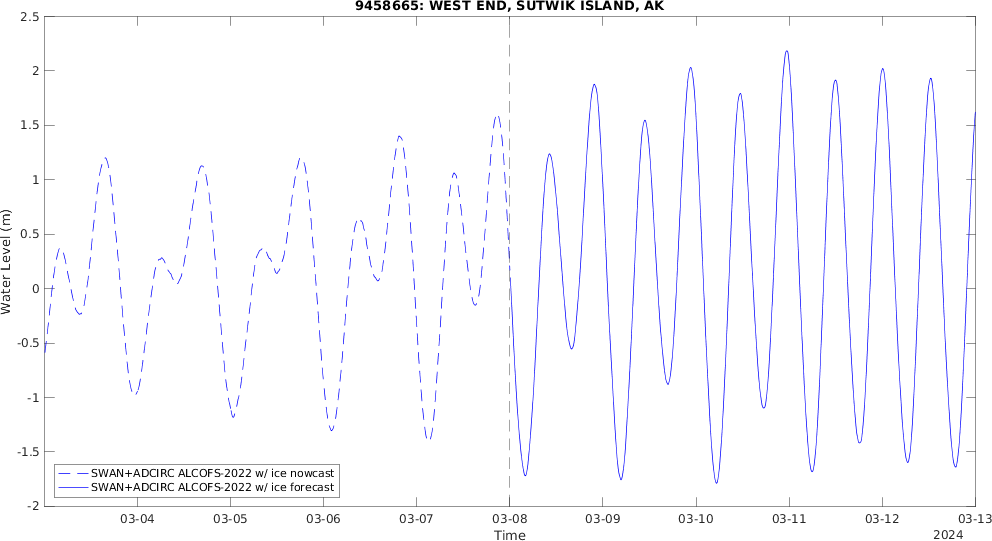 9458665: WEST END, SUTWIK ISLAND, AK
2.5
2
1.5
1
0.5
0
-0.5
-1
-1.5
-2
Water Level (m)
SWAN+ADCIRC ALCOFS-2022 w/ ice nowcast
SWAN+ADCIRC ALCOFS-2022 w/ ice forecast
03-04 03-05 03-06 03-07 03-08 03-09 03-10 03-11 03-12 03-13
Time
2024